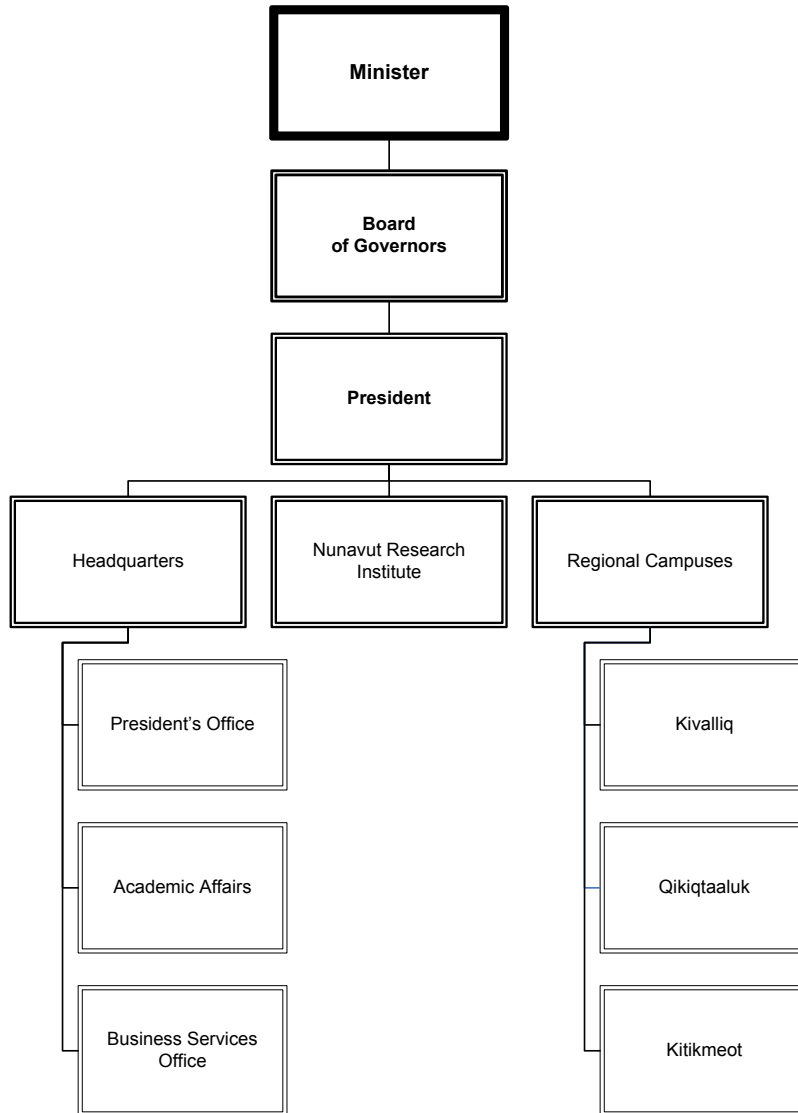 Minister
Board
of Governors
President
Headquarters
Nunavut Research
Institute
Regional Campuses
President’s Office
Kivalliq
Academic Affairs
Qikiqtaaluk
Business Services
Office
Kitikmeot